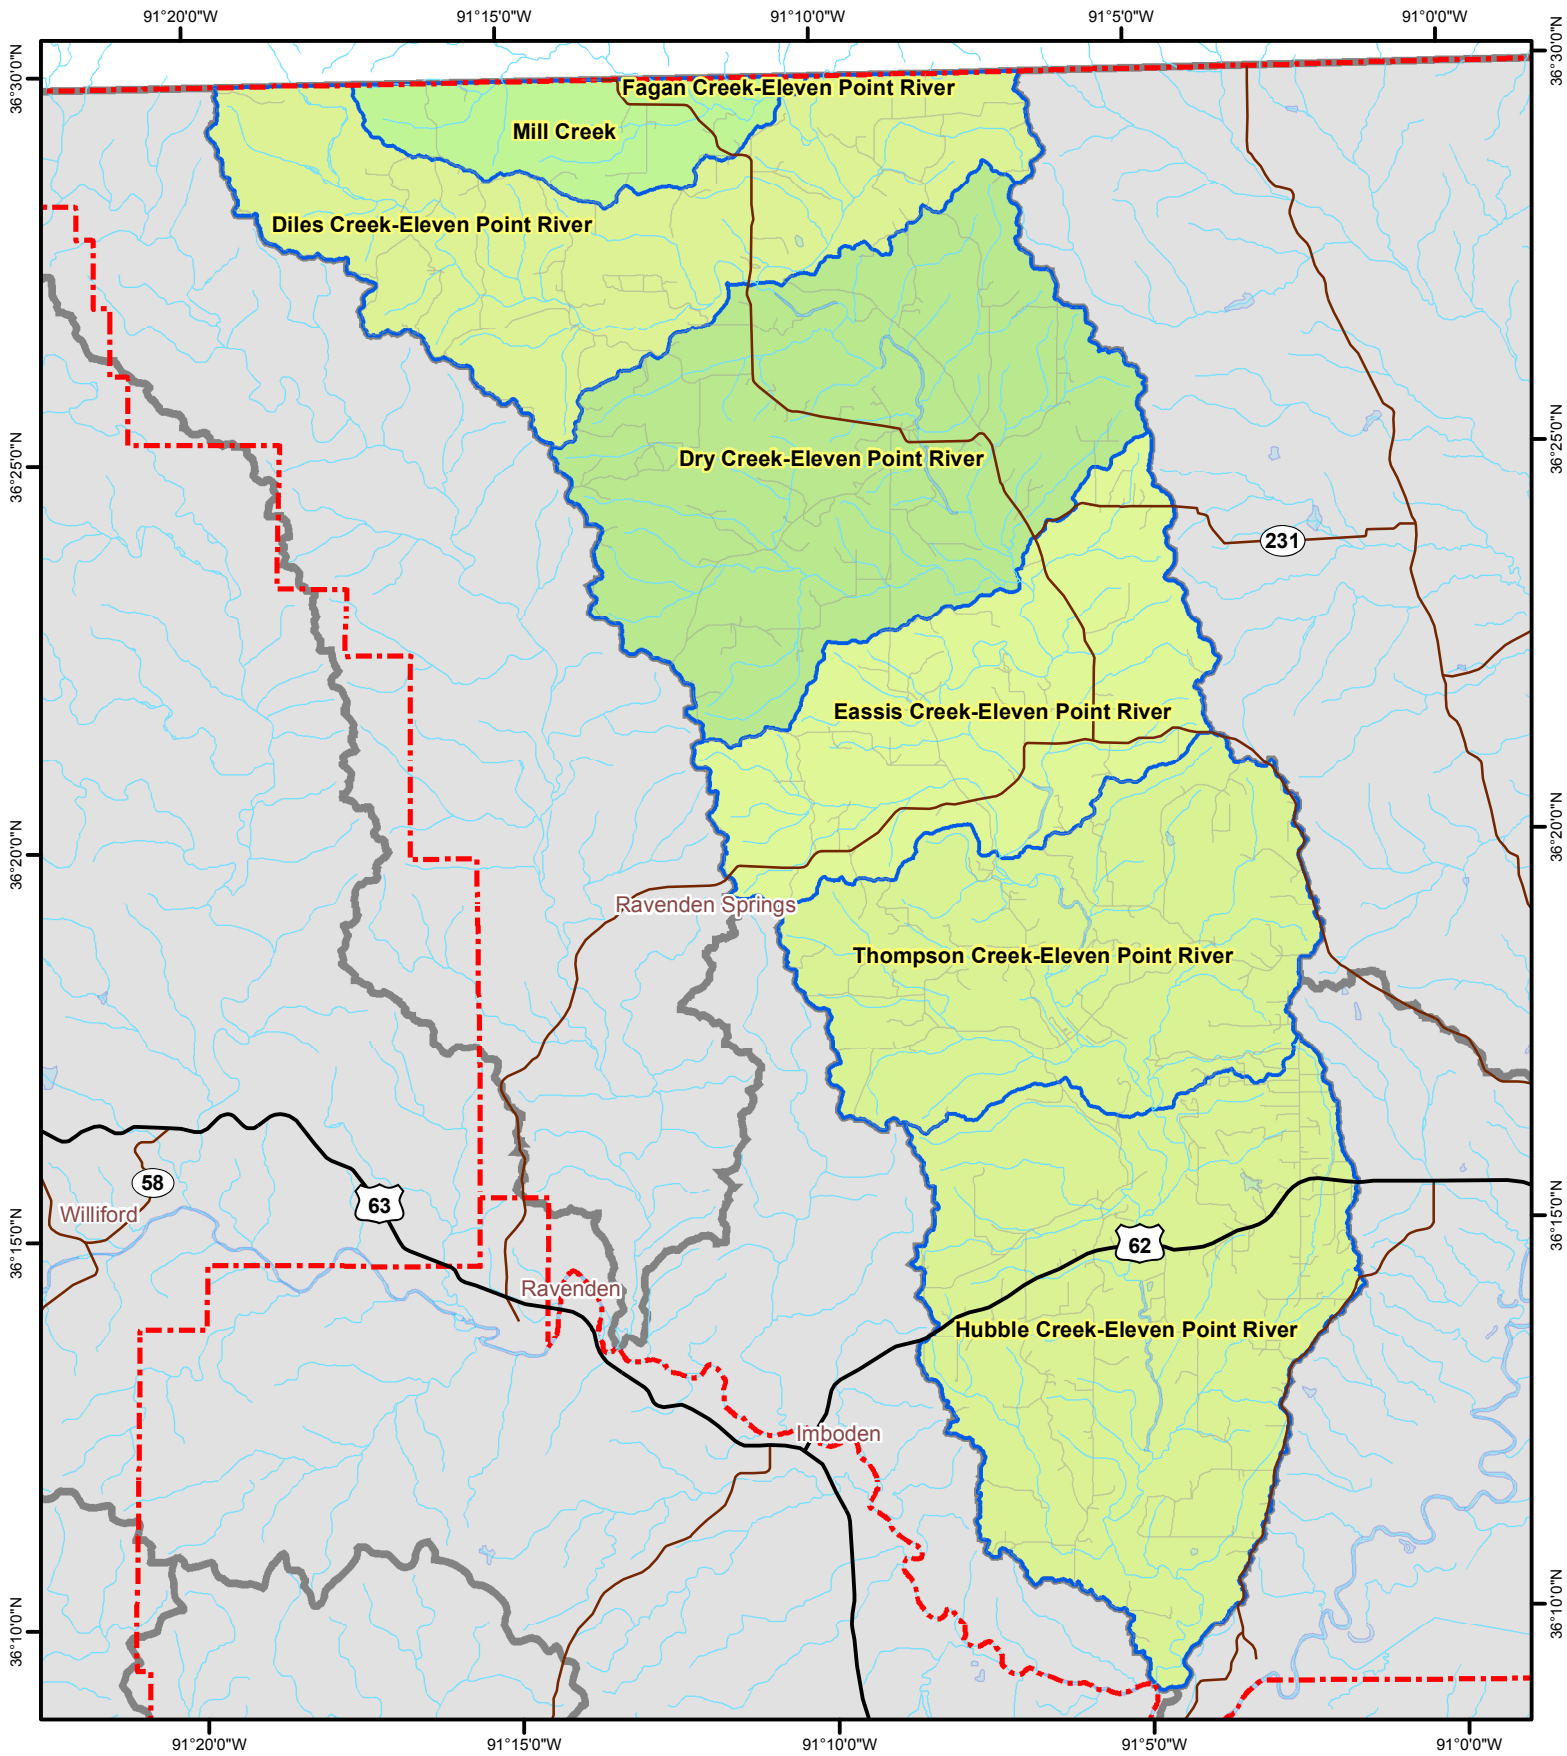 91°20'0"W
91°15'0"W
91°10'0"W
91°5'0"W
91°0'0"W
36°30'0"N
36°30'0"N
Fagan Creek-Eleven Point River
Mill Creek
Diles Creek-Eleven Point River
36°25'0"N
36°25'0"N
Dry Creek-Eleven Point River
231
Eassis Creek-Eleven Point River
36°20'0"N
36°20'0"N
Ravenden Springs
Thompson Creek-Eleven Point River
58
63
Williford
36°15'0"N
36°15'0"N
62
Ravenden
Hubble Creek-Eleven Point River
Imboden
36°10'0"N
36°10'0"N
91°20'0"W
91°15'0"W
91°10'0"W
91°5'0"W
91°0'0"W